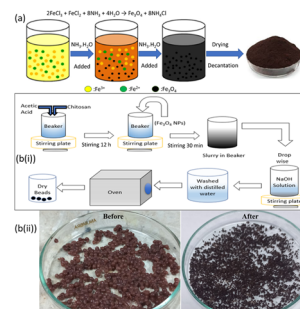 (a)
2FeCl₃ + FeCl₂ + 8NH₃ + 4H₂O → Fe₃O₄ + 8NH₄Cl
NH₃.H₂O
Added
NH₃.H₂O
Added
Drying
Decantation
:Fe³⁺
:Fe²⁺
:Fe₃O₄
Acetic
Acid
Chitosan
Beaker
Stirring plate
Stirring 12 h
Beaker
Stirring plate
(Fe₃O₄ NPs)
Stirring 30 min
Slurry in Beaker
Drop
wise
b(i))
Dry
Beads
Oven
Washed
with distilled
water
NaOH
Solution
Stirring plate
(b(ii))
Before
After